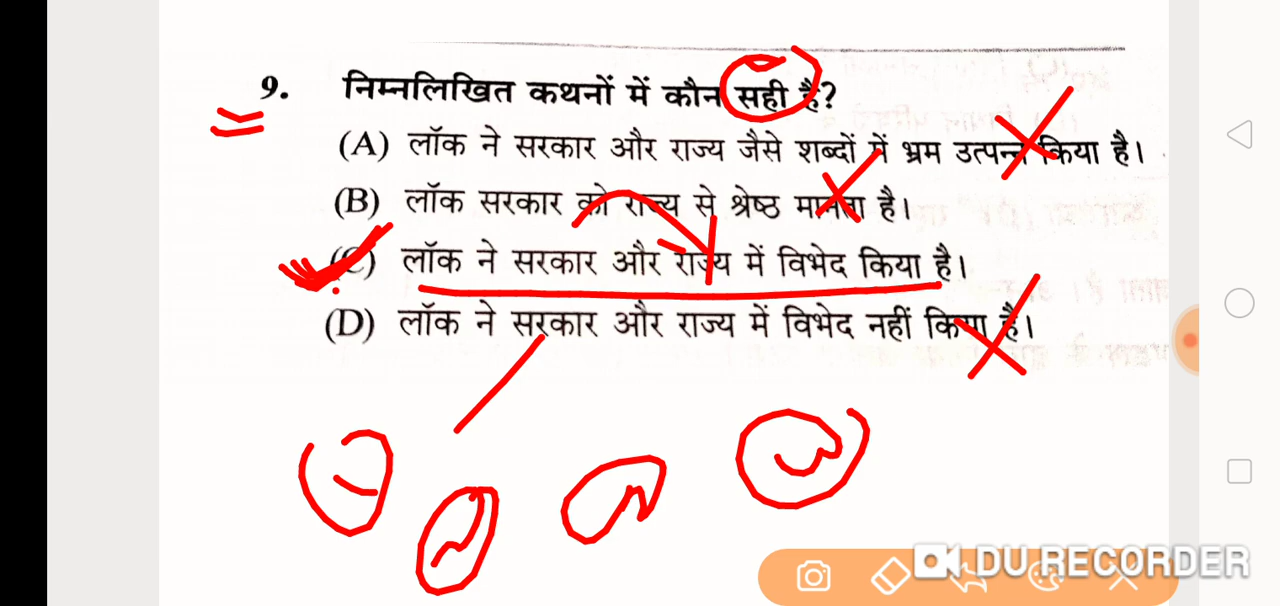 9. निम्नलिखित कथनों में कौन सही है?
(A) लॉक ने सरकार और राज्य जैसे शब्दों में भ्रम उत्पन्न किया है।
(B) लॉक सरकार को राज्य से श्रेष्ठ मानता है।
(C) लॉक ने सरकार और राज्य में विभेद किया है।
(D) लॉक ने सरकार और राज्य में विभेद नहीं किया है।
DU RECORDER